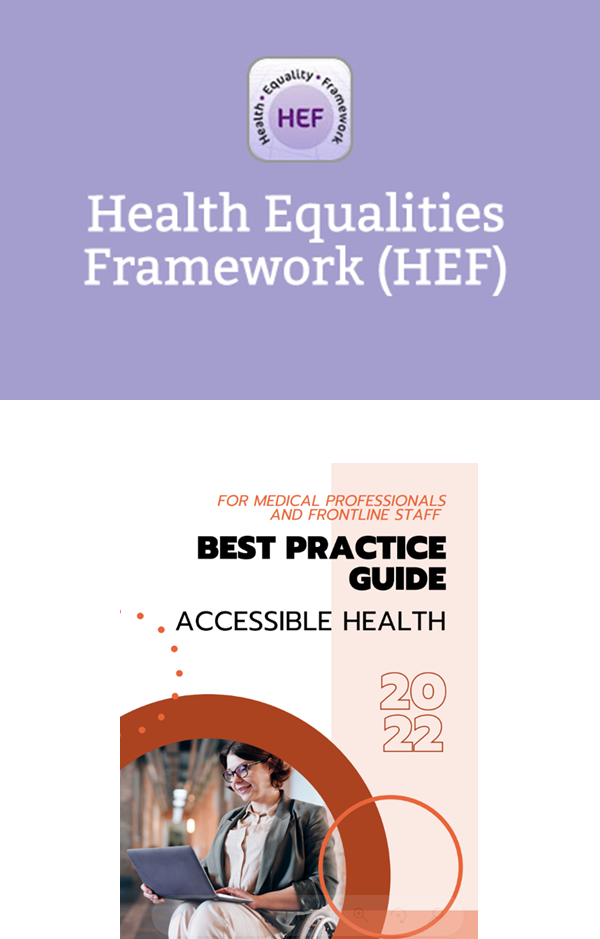 Health • Equality • Framework
HEF
Health Equalities
Framework (HEF)
FOR MEDICAL PROFESSIONALS
AND FRONTLINE STAFF
BEST PRACTICE
GUIDE
ACCESSIBLE HEALTH
20
22